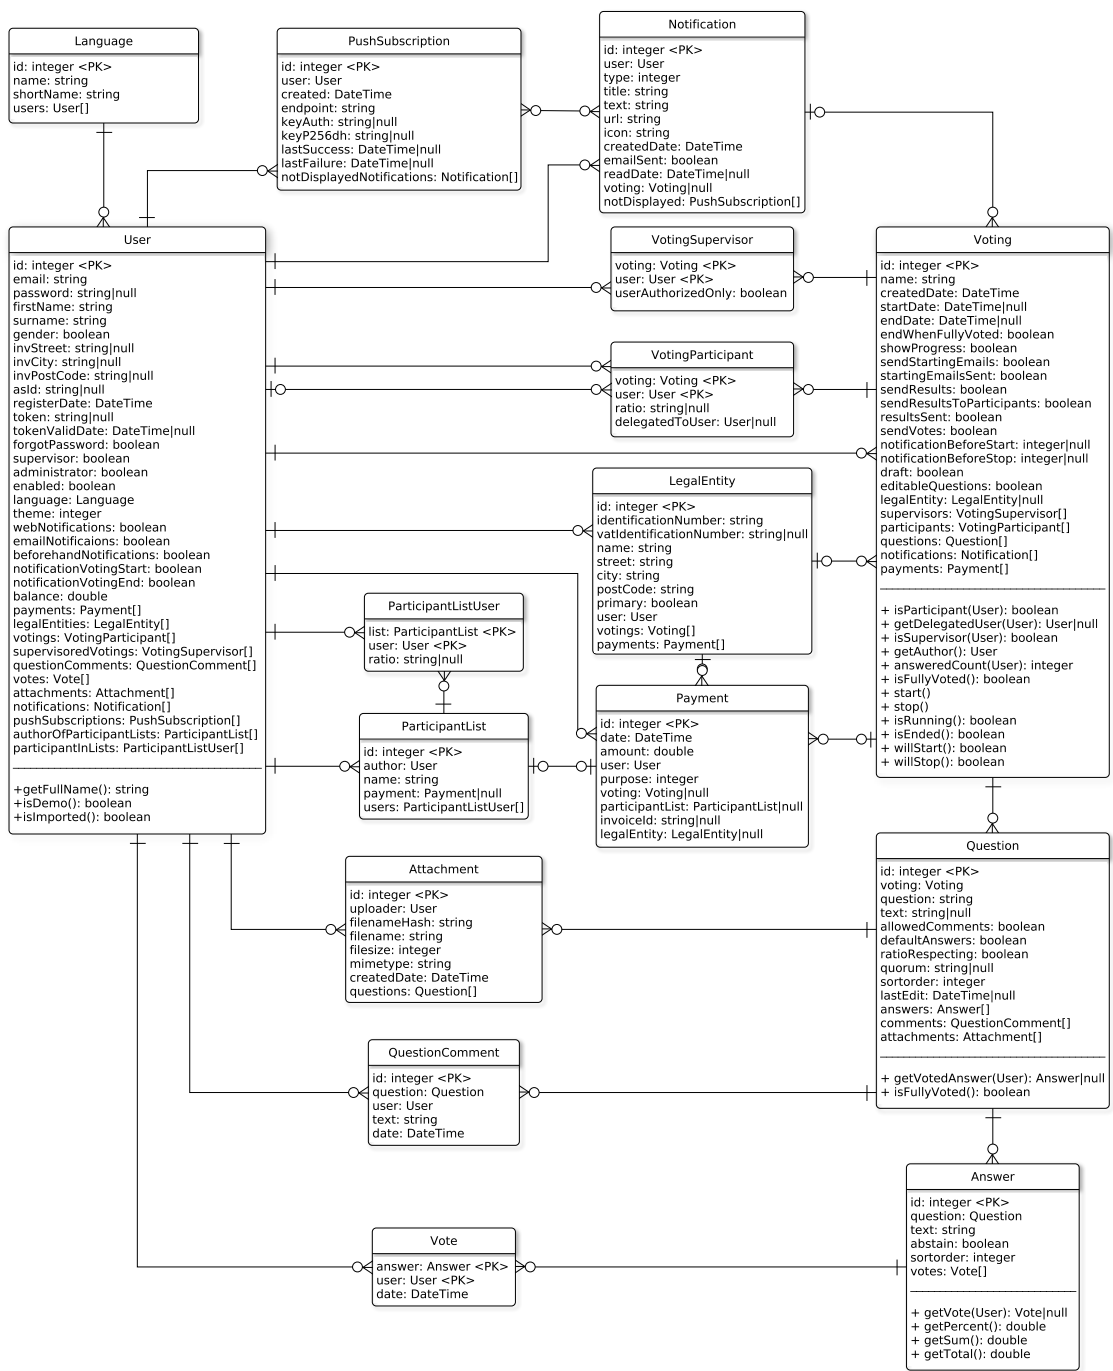 Language
id: integer <PK>
name: string
shortName: string
users: User[]
PushSubscription
id: integer <PK>
user: User
created: DateTime
endpoint: string
keyAuth: string|null
keyP256dh: string|null
lastSuccess: DateTime|null
lastFailure: DateTime|null
notDisplayedNotifications: Notification[]
Notification
id: integer <PK>
user: User
type: integer
title: string
text: string
url: string
icon: string
createdDate: DateTime
emailSent: boolean
readDate: DateTime|null
voting: Voting|null
notDisplayed: PushSubscription[]
User
id: integer <PK>
email: string
password: string|null
firstName: string
surname: string
gender: boolean
invStreet: string|null
invCity: string|null
invPostCode: string|null
asId: string|null
registerDate: DateTime
token: string|null
tokenValidDate: DateTime|null
forgotPassword: boolean
supervisor: boolean
administrator: boolean
enabled: boolean
language: Language
theme: integer
webNotifications: boolean
emailNotificaions: boolean
beforehandNotifications: boolean
notificationVotingStart: boolean
notificationVotingEnd: boolean
balance: double
payments: Payment[]
legalEntities: LegalEntity[]
votings: VotingParticipant[]
supervisoredVotings: VotingSupervisor[]
questionComments: QuestionComment[]
votes: Vote[]
attachments: Attachment[]
notifications: Notification[]
pushSubscriptions: PushSubscription[]
authorOfParticipantLists: ParticipantList[]
participantInLists: ParticipantListUser[]
+getFullName(): string
+isDemo(): boolean
+isImported(): boolean
VotingSupervisor
voting: Voting <PK>
user: User <PK>
userAuthorizedOnly: boolean
VotingParticipant
voting: Voting <PK>
user: User <PK>
ratio: string|null
delegatedToUser: User|null
LegalEntity
id: integer <PK>
identificationNumber: string
vatIdentificationNumber: string|null
name: string
street: string
city: string
postCode: string
primary: boolean
user: User
votings: Voting[]
payments: Payment[]
Voting
id: integer <PK>
name: string
createdDate: DateTime
startDate: DateTime|null
endDate: DateTime|null
endWhenFullyVoted: boolean
showProgress: boolean
sendStartingEmails: boolean
startingEmailsSent: boolean
sendResults: boolean
sendResultsToParticipants: boolean
resultsSent: boolean
sendVotes: boolean
notificationBeforeStart: integer|null
notificationBeforeStop: integer|null
draft: boolean
editableQuestions: boolean
legalEntity: LegalEntity|null
supervisors: VotingSupervisor[]
participants: VotingParticipant[]
questions: Question[]
notifications: Notification[]
payments: Payment[]
+ isParticipant(User): boolean
+ getDelegatedUser(User): User|null
+ isSupervisor(User): boolean
+ getAuthor(): User
+ answeredCount(User): integer
+ isFullyVoted(): boolean
+ start()
+ stop()
+ isRunning(): boolean
+ isEnded(): boolean
+ willStart(): boolean
+ willStop(): boolean
ParticipantListUser
list: ParticipantList <PK>
user: User <PK>
ratio: string|null
ParticipantList
id: integer <PK>
author: User
name: string
payment: Payment|null
users: ParticipantListUser[]
Payment
id: integer <PK>
date: DateTime
amount: double
user: User
purpose: integer
voting: Voting|null
participantList: ParticipantList|null
invoiceId: string|null
legalEntity: LegalEntity|null
Attachment
id: integer <PK>
uploader: User
filenameHash: string
filename: string
filesize: integer
mimetype: string
createdDate: DateTime
questions: Question[]
Question
id: integer <PK>
voting: Voting
question: string
text: string|null
allowedComments: boolean
defaultAnswers: boolean
ratioRespecting: boolean
quorum: string|null
sortorder: integer
lastEdit: DateTime|null
answers: Answer[]
comments: QuestionComment[]
attachments: Attachment[]
+ getVotedAnswer(User): Answer|null
+ isFullyVoted(): boolean
QuestionComment
id: integer <PK>
question: Question
user: User
text: string
date: DateTime
Answer
id: integer <PK>
question: Question
text: string
abstain: boolean
sortorder: integer
votes: Vote[]
+ getVote(User): Vote|null
+ getPercent(): double
+ getSum(): double
+ getTotal(): double
Vote
answer: Answer <PK>
user: User <PK>
date: DateTime